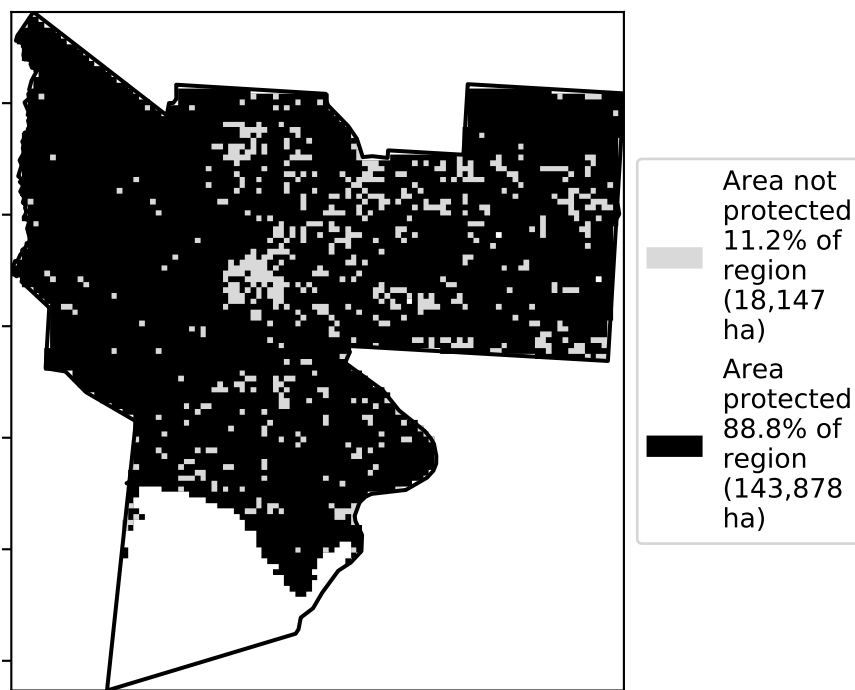 Area not
protected
11.2% of
region
(18,147
ha)
Area
protected
88.8% of
region
(143,878
ha)